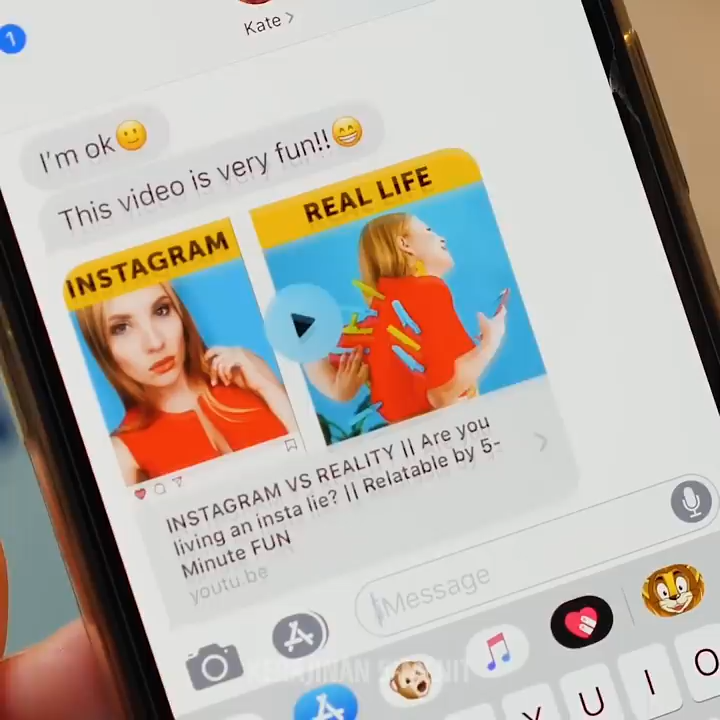 1
Kate >
I'm ok🙂
This video is very fun!!😁
INSTAGRAM
REAL LIFE
INSTAGRAM VS REALITY || Are you
living an insta lie? || Relatable by 5-
Minute FUN
youtu.be
Message
Y U I O